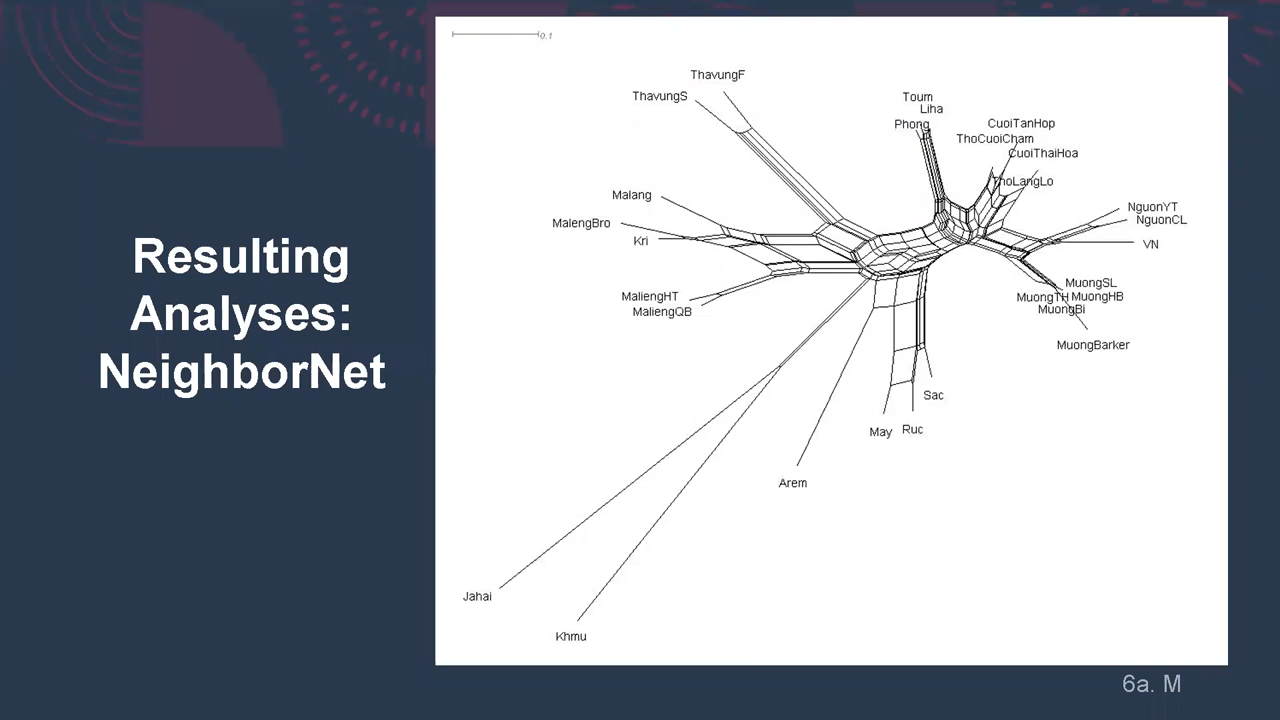 Resulting
Analyses:
NeighborNet
0.1
ThavungF
ThavungS
Toum
Liha
Phong
CuoiTanHop
ThoCuoiCham
CuoiThaiHoa
ThoLangLo
Malang
MalengBro
Kri
NguonYT
NguonCL
VN
MaliengHT
MaliengQB
MuongSL
MuongTH MuongHB
MuongBi
MuongBarker
Sac
May
Ruc
Arem
Jahai
Khmu
6a. M